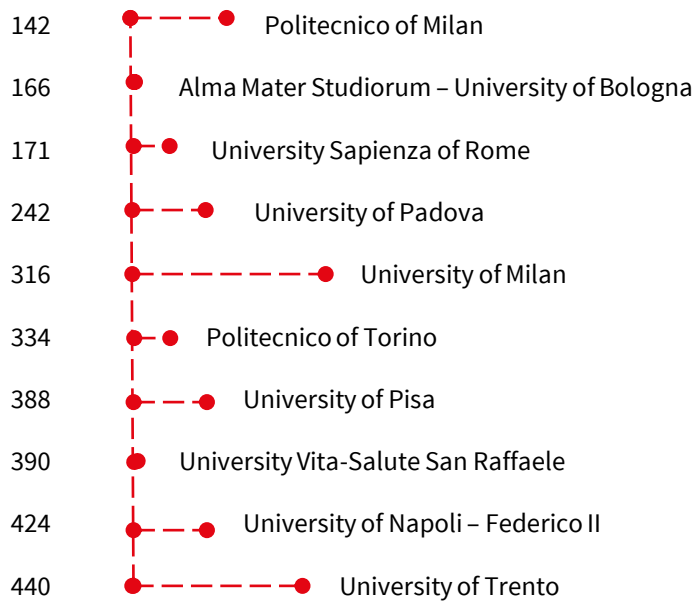 142 Politecnico of Milan
166 Alma Mater Studiorum – University of Bologna
171 University Sapienza of Rome
242 University of Padova
316 University of Milan
334 Politecnico of Torino
388 University of Pisa
390 University Vita-Salute San Raffaele
424 University of Napoli – Federico II
440 University of Trento